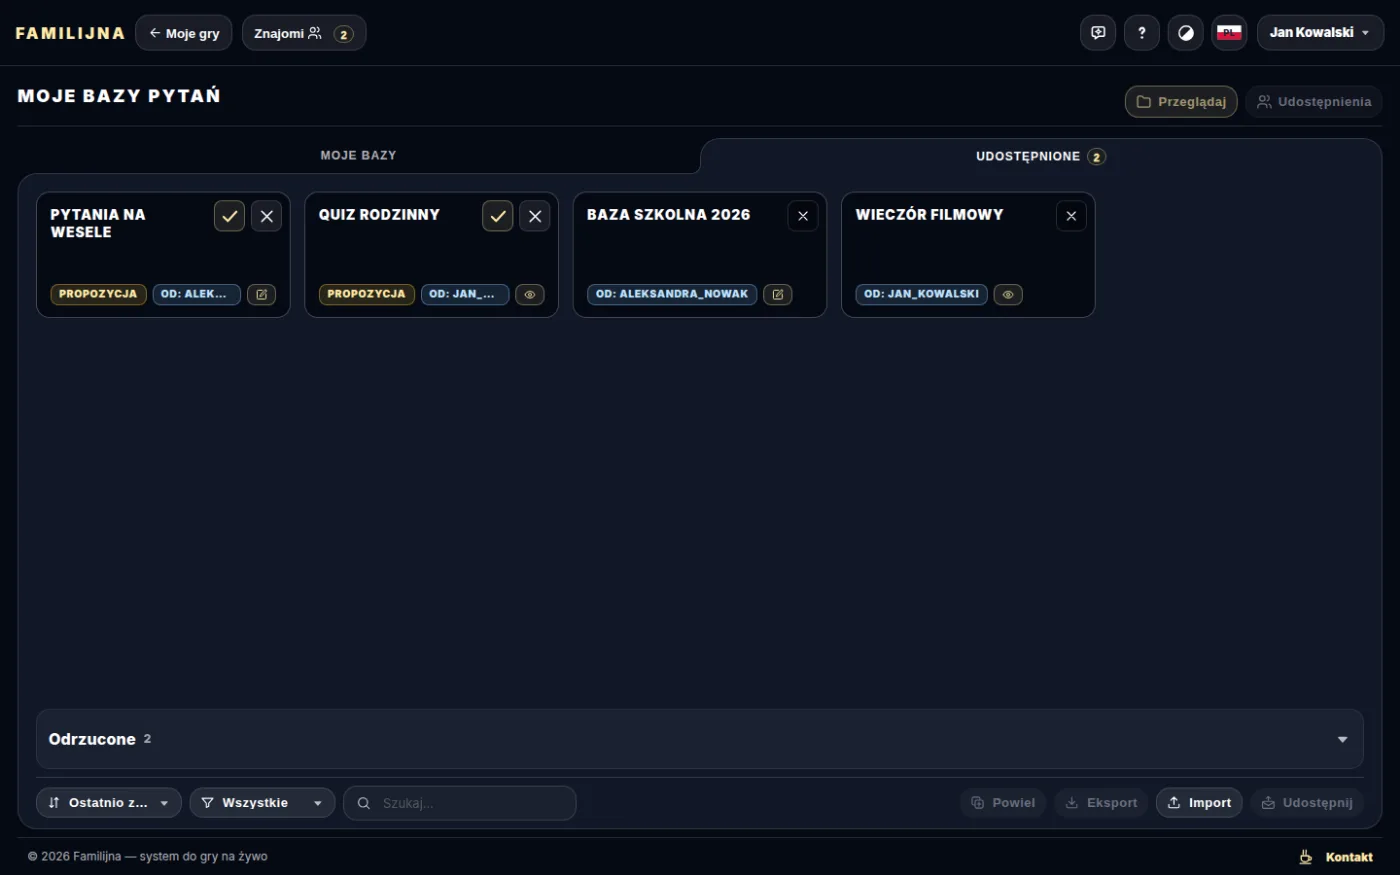 FAMILIJNA
Moje gry
Znajomi 2
?
PL
Jan Kowalski
MOJE BAZY PYTAŃ
Przeglądaj
Udostępnienia
MOJE BAZY
UDOSTĘPNIONE 2
PYTANIA NA
WESELE
PROPOZYCJA
OD: ALEK...
QUIZ RODZINNY
PROPOZYCJA
OD: JAN_...
BAZA SZKOLNA 2026
OD: ALEKSANDRA_NOWAK
WIECZÓR FILMOWY
OD: JAN_KOWALSKI
Odrzucone 2
Ostatnio z...
Wszystkie
Szukaj...
Powiel
Eksport
Import
Udostępnij
© 2026 Familijna — system do gry na żywo
Kontakt